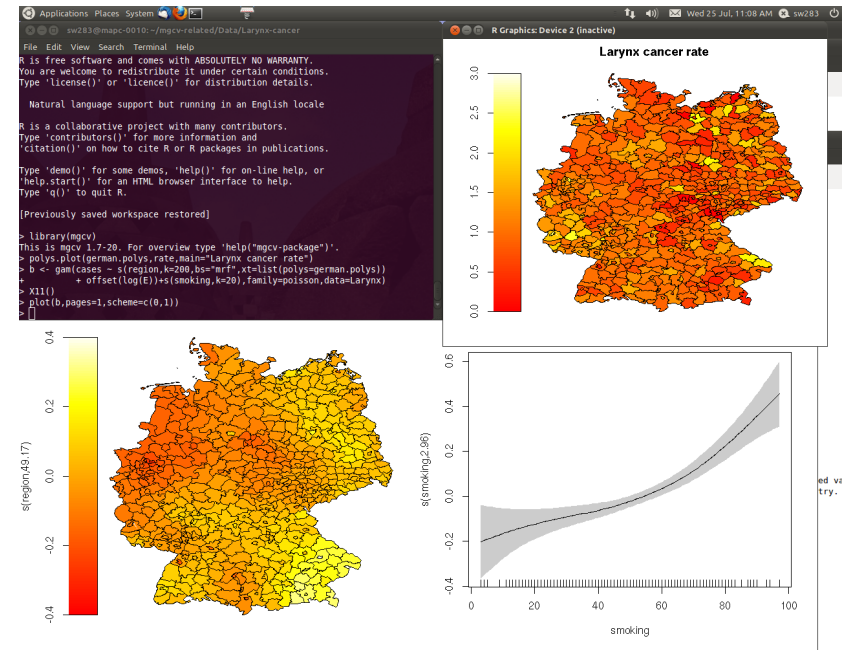 Applications Places System
Wed 25 Jul, 11:08 AM sw283
sw283@mapc-0010: ~/mgcv-related/Data/Larynx-cancer
File Edit View Search Terminal Help
R is free software and comes with ABSOLUTELY NO WARRANTY.
You are welcome to redistribute it under certain conditions.
Type 'license()' or 'licence()' for distribution details.
Natural language support but running in an English locale
R is a collaborative project with many contributors.
Type 'contributors()' for more information and
'citation()' on how to cite R or R packages in publications.
Type 'demo()' for some demos, 'help()' for on-line help, or
'help.start()' for an HTML browser interface to help.
Type 'q()' to quit R.
[Previously saved workspace restored]
> library(mgcv)
This is mgcv 1.7-20. For overview type 'help("mgcv-package")'.
> polys.plot(german.polys,rate,main="Larynx cancer rate")
> b <- gam(cases ~ s(region,k=200,bs="mrf",xt=list(polys=german.polys))
+ + offset(log(E))+s(smoking,k=20),family=poisson,data=Larynx)
> X11()
> plot(b,pages=1,scheme=c(0,1))
>
R Graphics: Device 2 (inactive)
Larynx cancer rate
3.0
2.5
2.0
1.5
1.0
0.5
0.0
s(region,49.17)
0.4
0.2
0.0
-0.2
-0.4
s(smoking,2.96)
0.6
0.4
0.2
0.0
-0.2
-0.4
0 20 40 60 80 100
smoking
ed va
try.